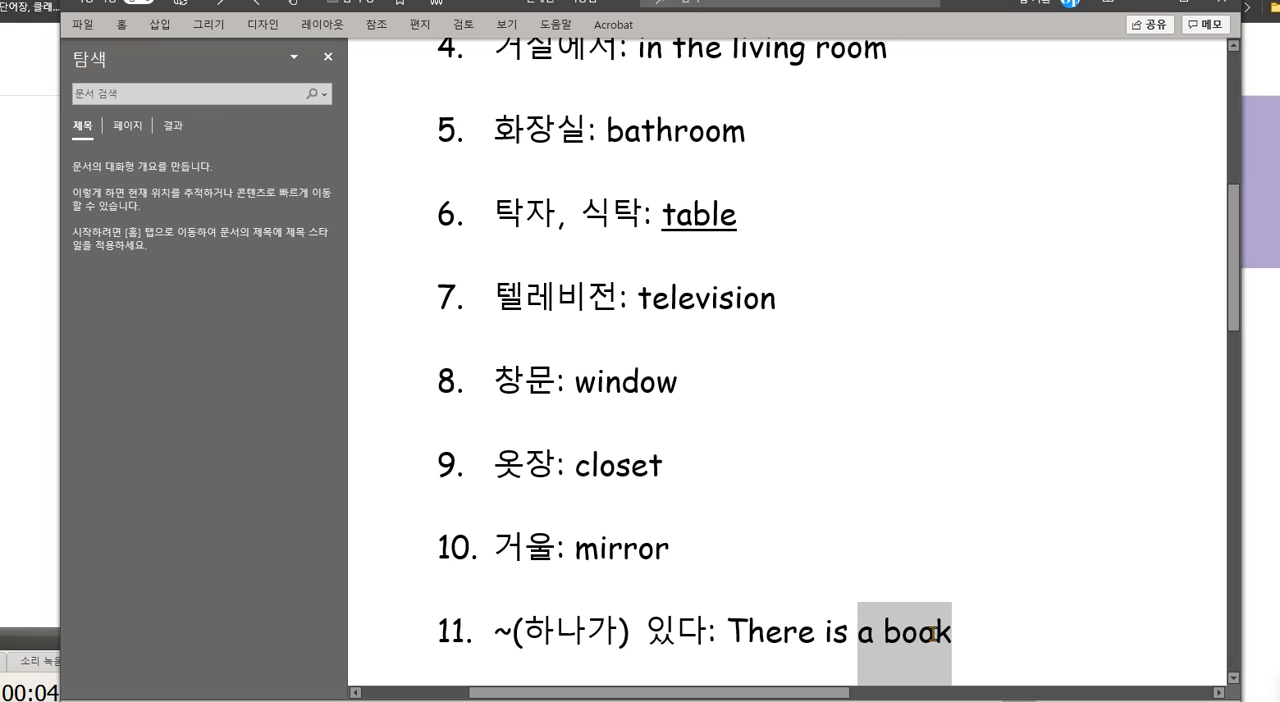 단어장, 클래...
파일 홈 삽입 그리기 디자인 레이아웃 참조 편지 검토 보기 도움말 Acrobat 공유 메모
탐색
문서 검색
제목 페이지 결과
문서의 대화형 개요를 만듭니다.
이렇게 하면 현재 위치를 추적하거나 콘텐츠로 빠르게 이동
할 수 있습니다.
시작하려면 [홈] 탭으로 이동하여 문서의 제목에 제목 스타
일을 적용하세요.
4. 거실에서: in the living room
5. 화장실: bathroom
6. 탁자, 식탁: table
7. 텔레비전: television
8. 창문: window
9. 옷장: closet
10. 거울: mirror
11. ~(하나가) 있다: There is a book
소리 녹음
00:04